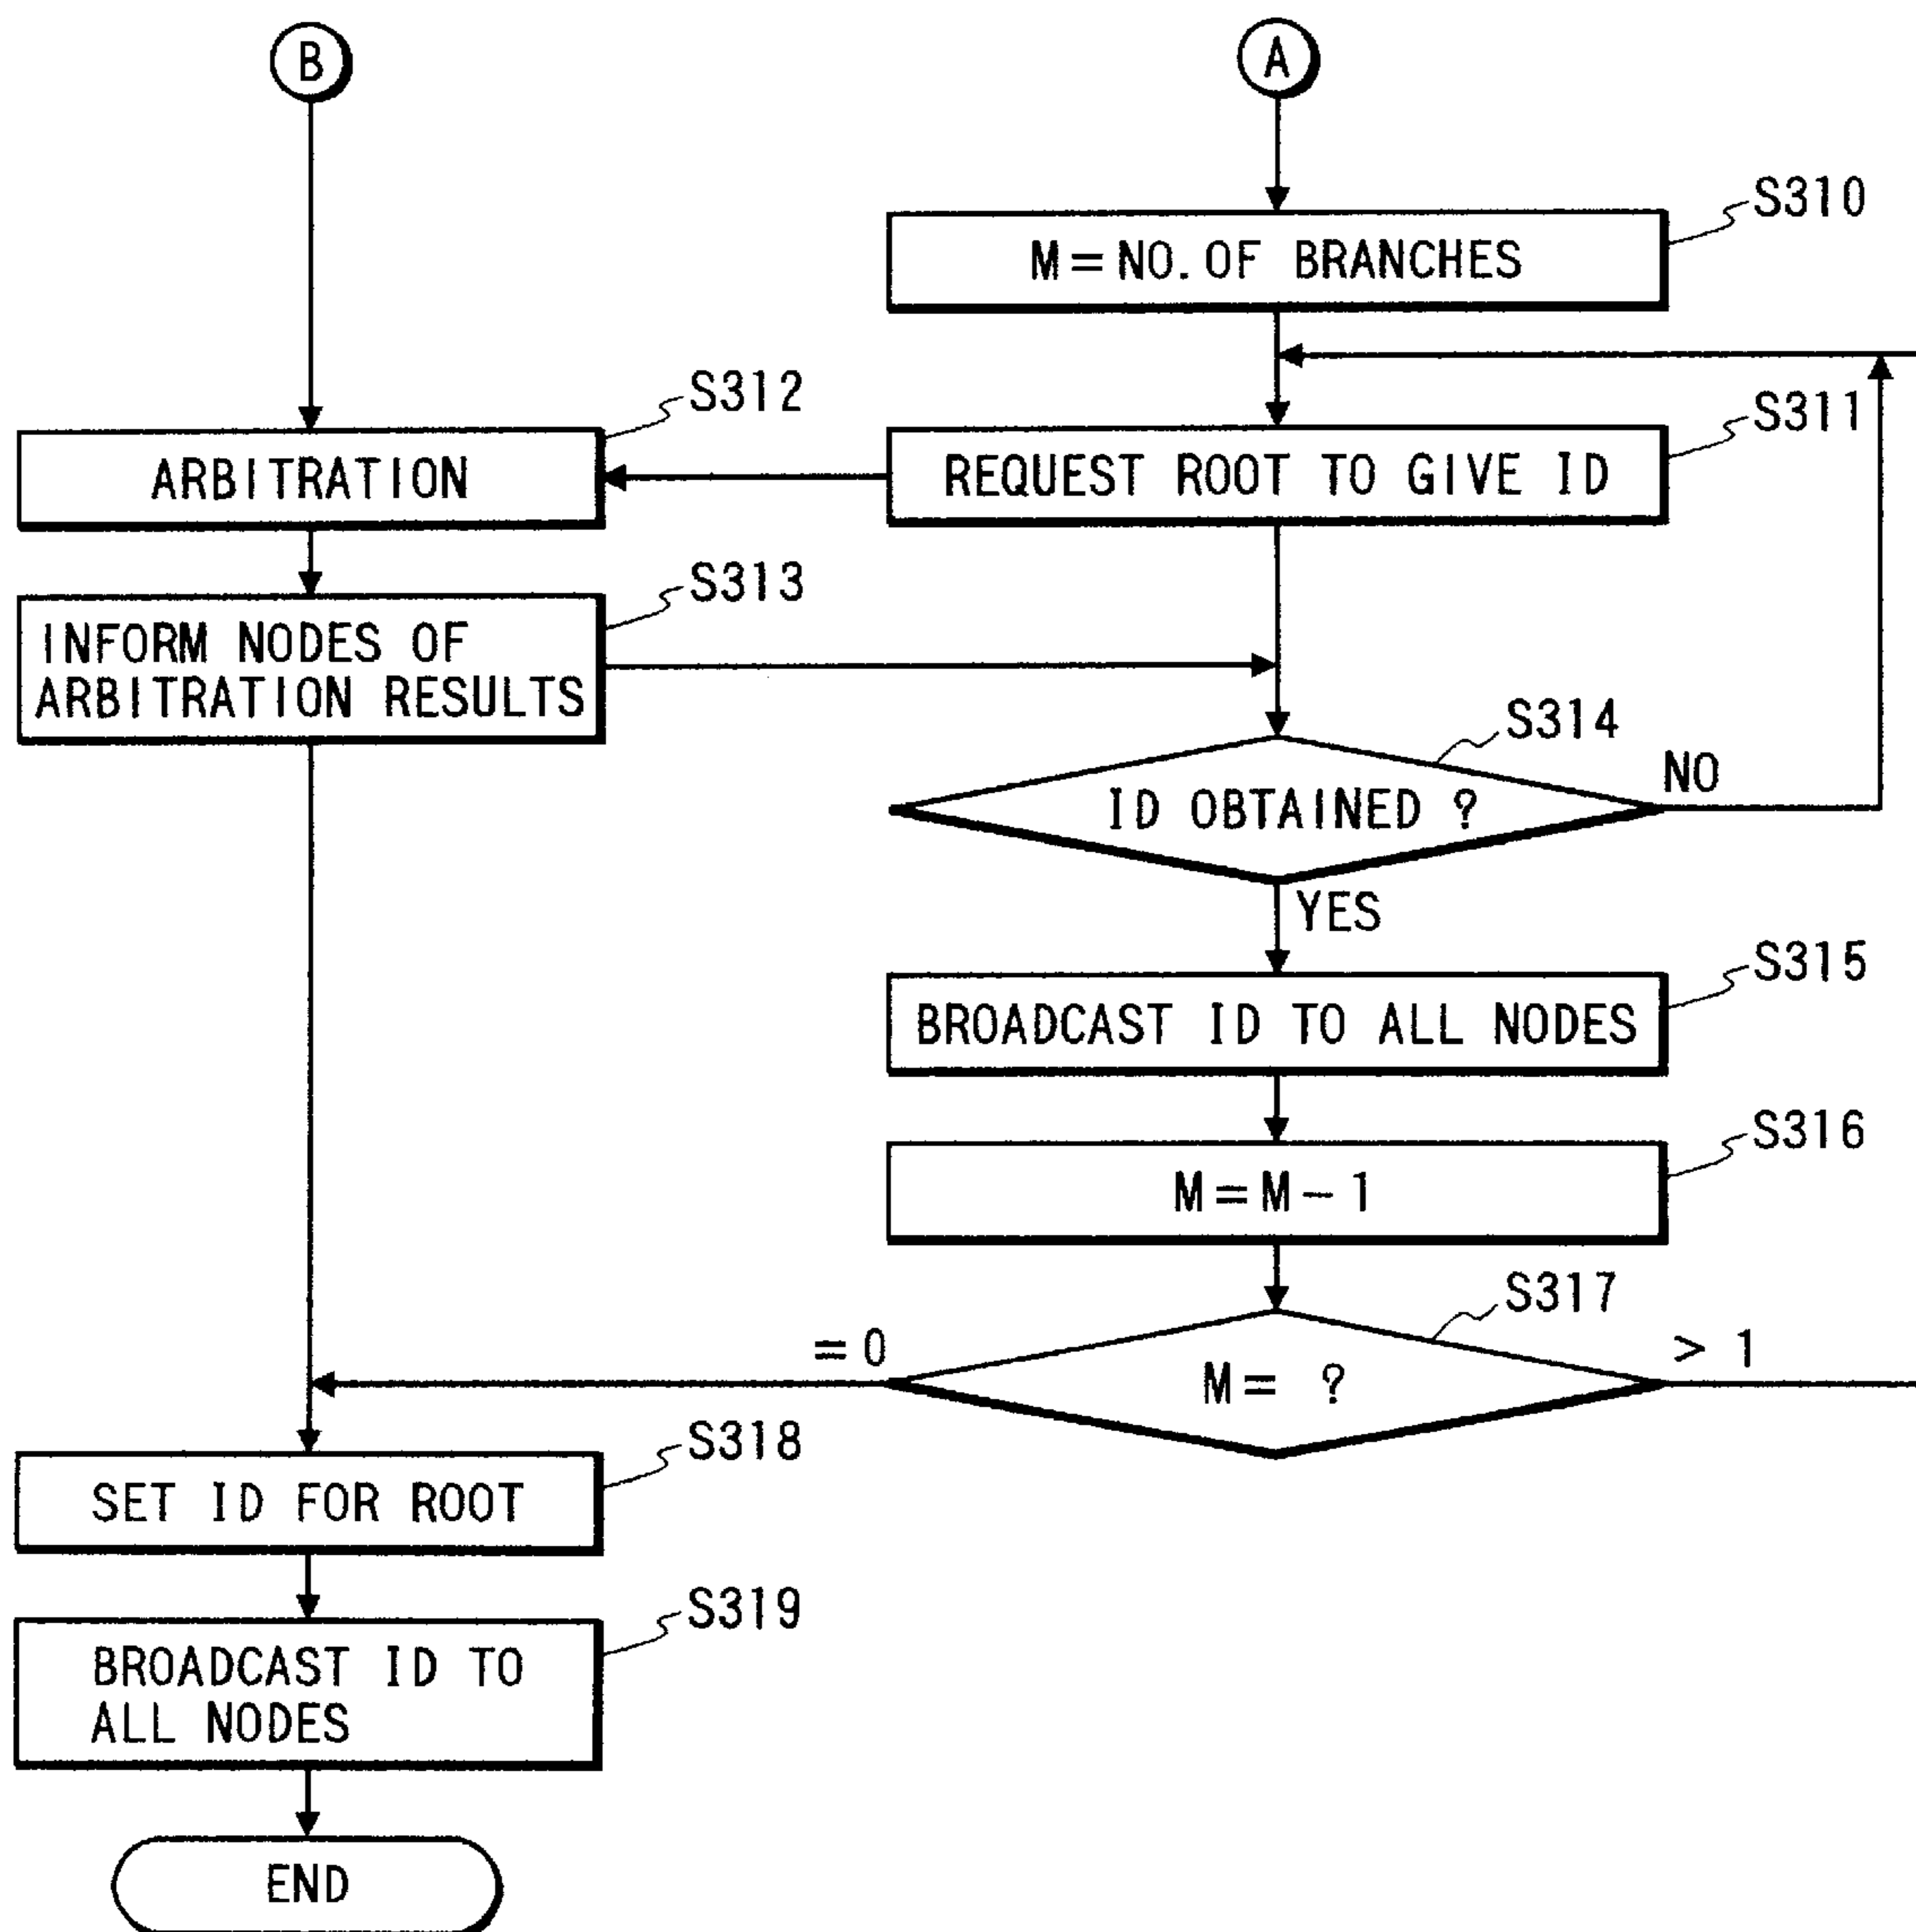 B
A
S310
M=NO.OF BRANCHES
S312
S311
ARBITRATION
REQUEST ROOT TO GIVE ID
S313
INFORM NODES OF
ARBITRATION RESULTS
S314
ID OBTAINED ?
NO
YES
S315
BROADCAST ID TO ALL NODES
S316
M=M-1
S317
=0
M= ?
> 1
S318
SET ID FOR ROOT
S319
BROADCAST ID TO
ALL NODES
END